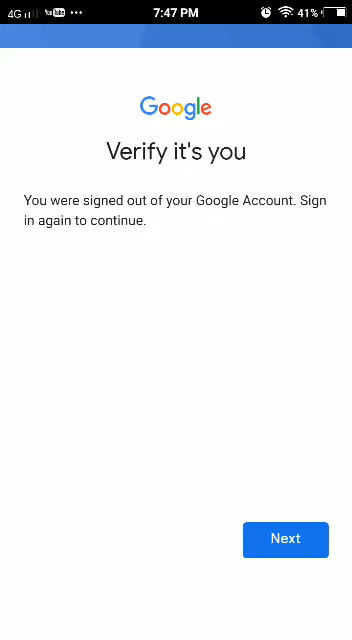 4G YouTube ••• 7:47 PM 41%
Google
Verify it's you
You were signed out of your Google Account. Sign
in again to continue.
Next